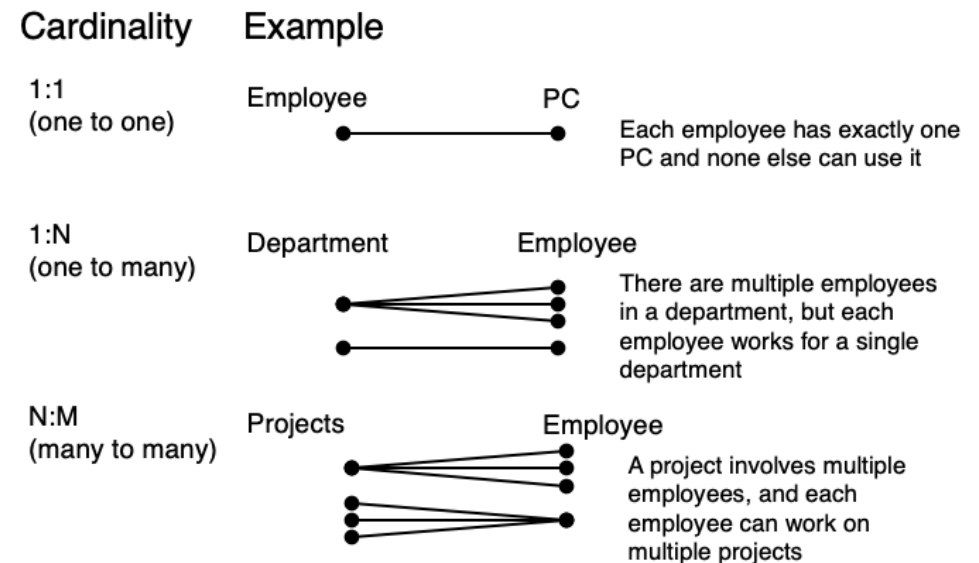 Cardinality Example
1:1
(one to one)
Employee PC
Each employee has exactly one
PC and none else can use it
1:N
(one to many)
Department Employee
There are multiple employees
in a department, but each
employee works for a single
department
N:M
(many to many)
Projects Employee
A project involves multiple
employees, and each
employee can work on
multiple projects